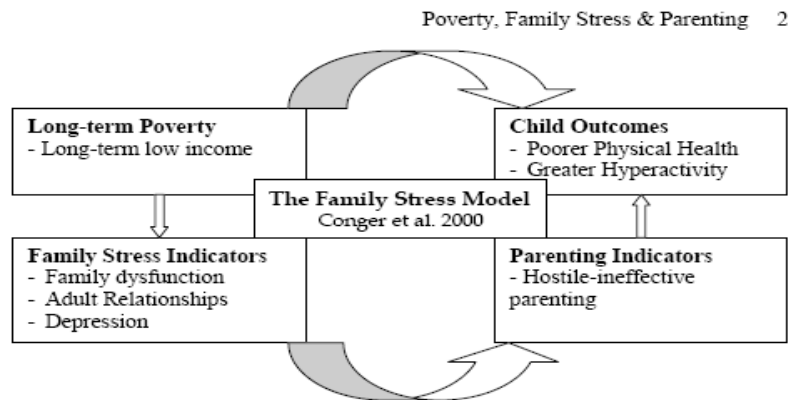 Poverty, Family Stress & Parenting 2
Long-term Poverty
- Long-term low income
Child Outcomes
- Poorer Physical Health
- Greater Hyperactivity
The Family Stress Model
Conger et al. 2000
Family Stress Indicators
- Family dysfunction
- Adult Relationships
- Depression
Parenting Indicators
- Hostile-ineffective
parenting